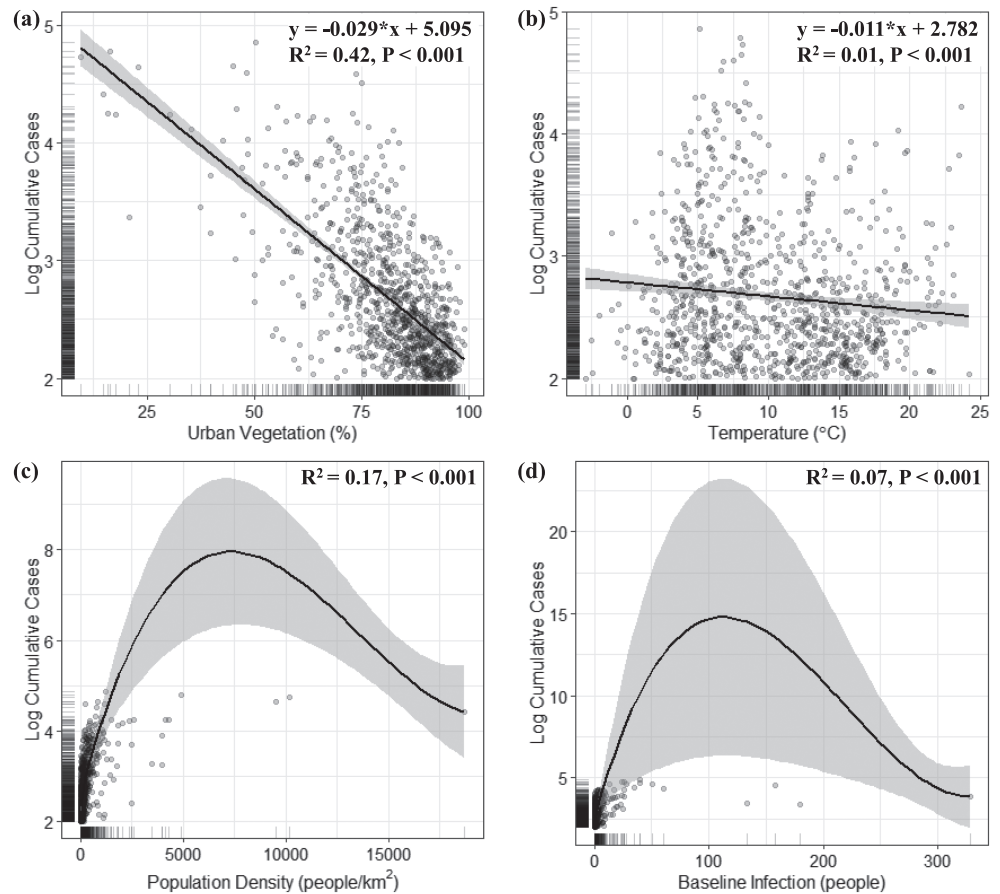 (a)
y = -0.029*x + 5.095
R² = 0.42, P < 0.001
5
4
3
2
Log Cumulative Cases
25
50
75
100
Urban Vegetation (%)
(b)
y = -0.011*x + 2.782
R² = 0.01, P < 0.001
5
4
3
2
Log Cumulative Cases
0
5
10
15
20
25
Temperature (°C)
(c)
R² = 0.17, P < 0.001
8
6
4
2
Log Cumulative Cases
0
5000
10000
15000
Population Density (people/km²)
(d)
R² = 0.07, P < 0.001
20
15
10
5
Log Cumulative Cases
0
100
200
300
Baseline Infection (people)